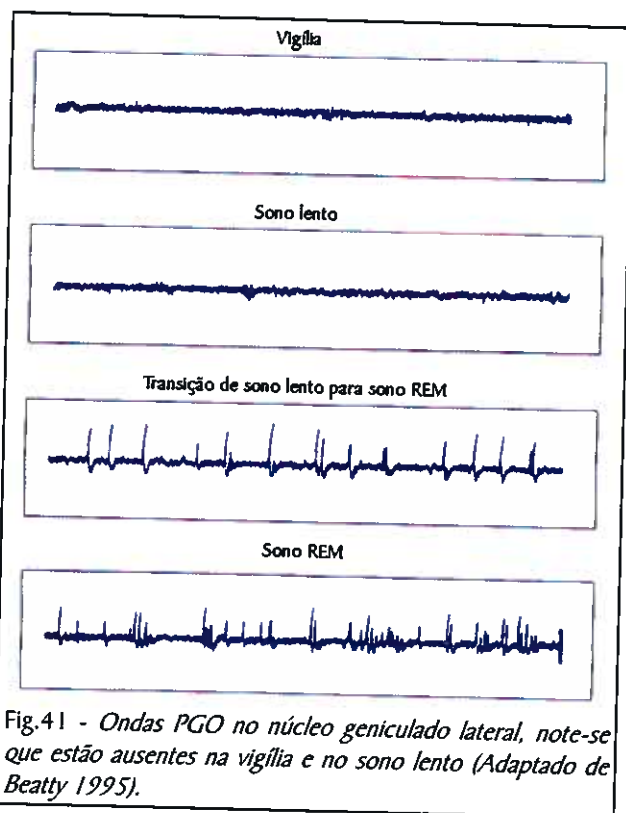 Vigília
Sono lento
Transição de sono lento para sono REM
Sono REM
Fig.41 - Ondas PGO no núcleo geniculado lateral, note-se
que estão ausentes na vigília e no sono lento (Adaptado de
Beatty 1995).